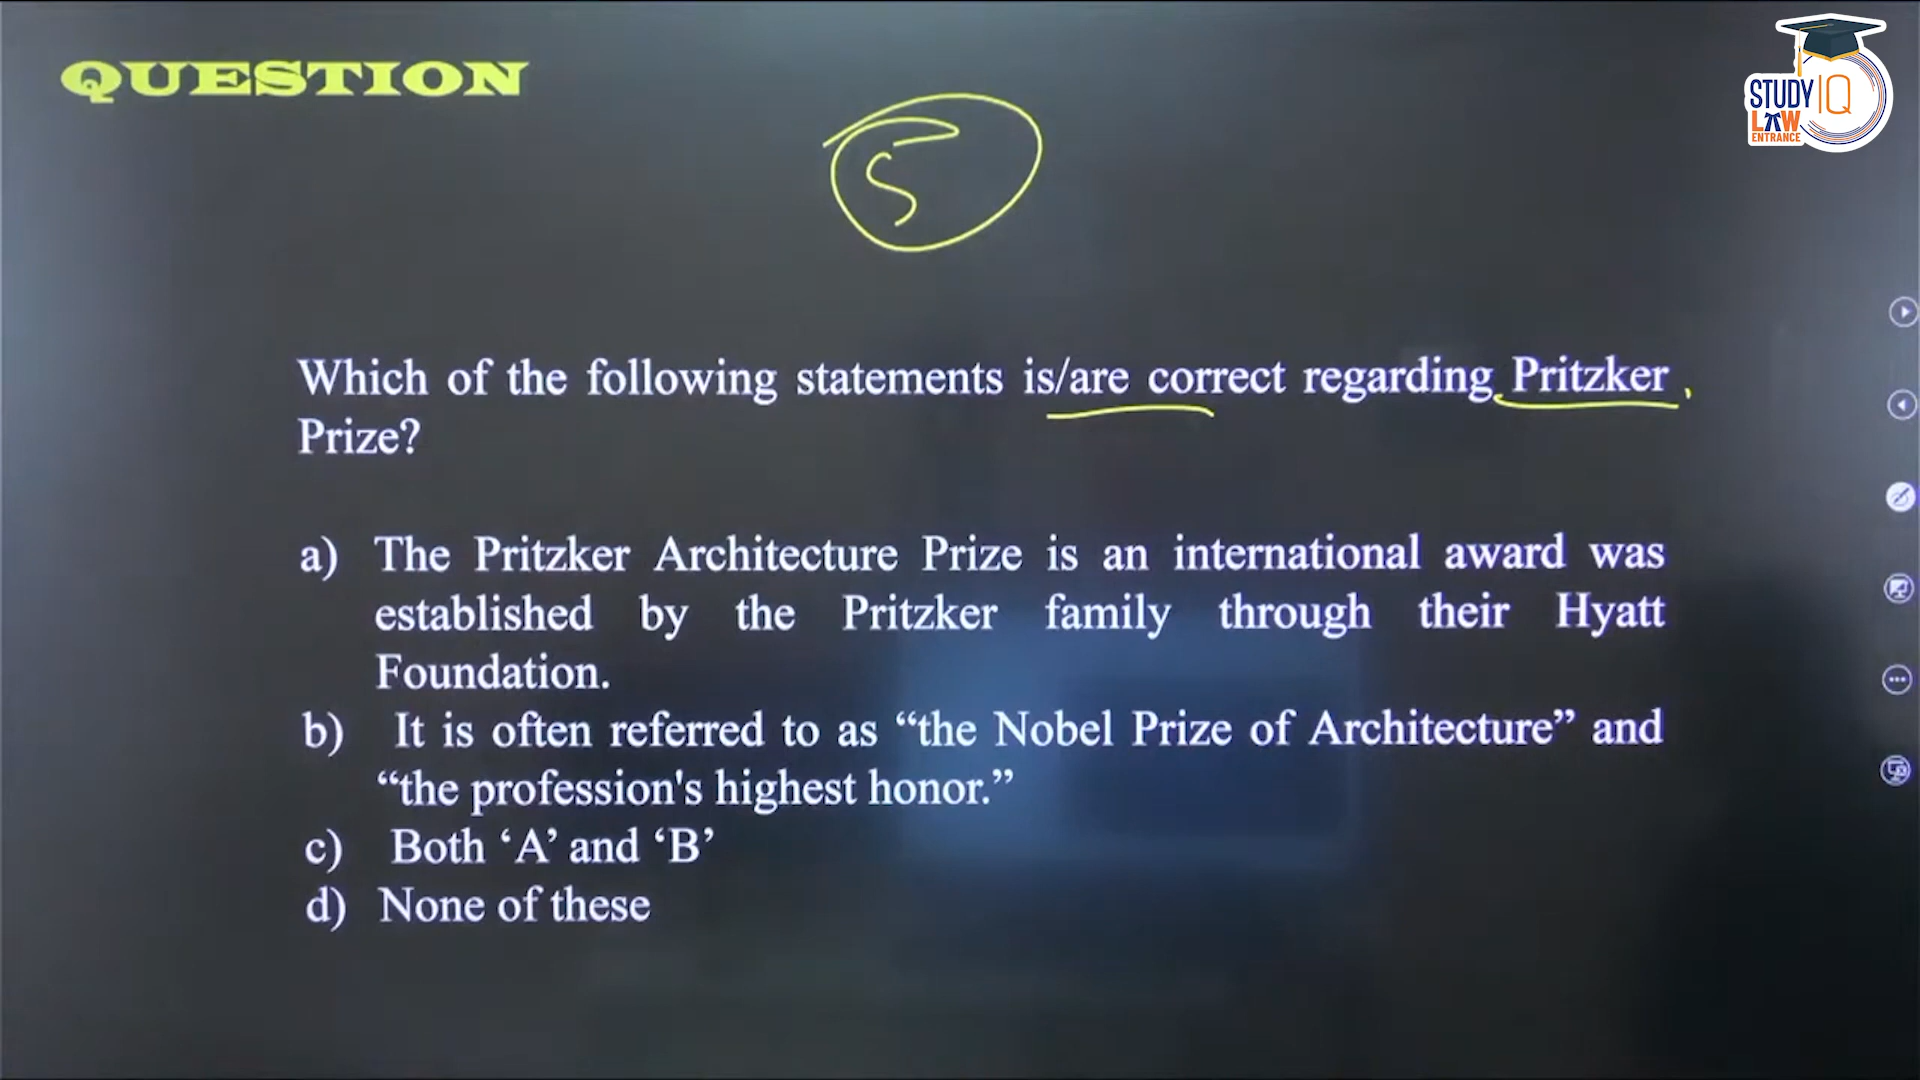 QUESTION
STUDY IQ
LAW
ENTRANCE
5
Which of the following statements is/are correct regarding Pritzker
Prize?
a) The Pritzker Architecture Prize is an international award was
established by the Pritzker family through their Hyatt
Foundation.
b) It is often referred to as “the Nobel Prize of Architecture” and
“the profession's highest honor.”
c) Both ‘A’ and ‘B’
d) None of these